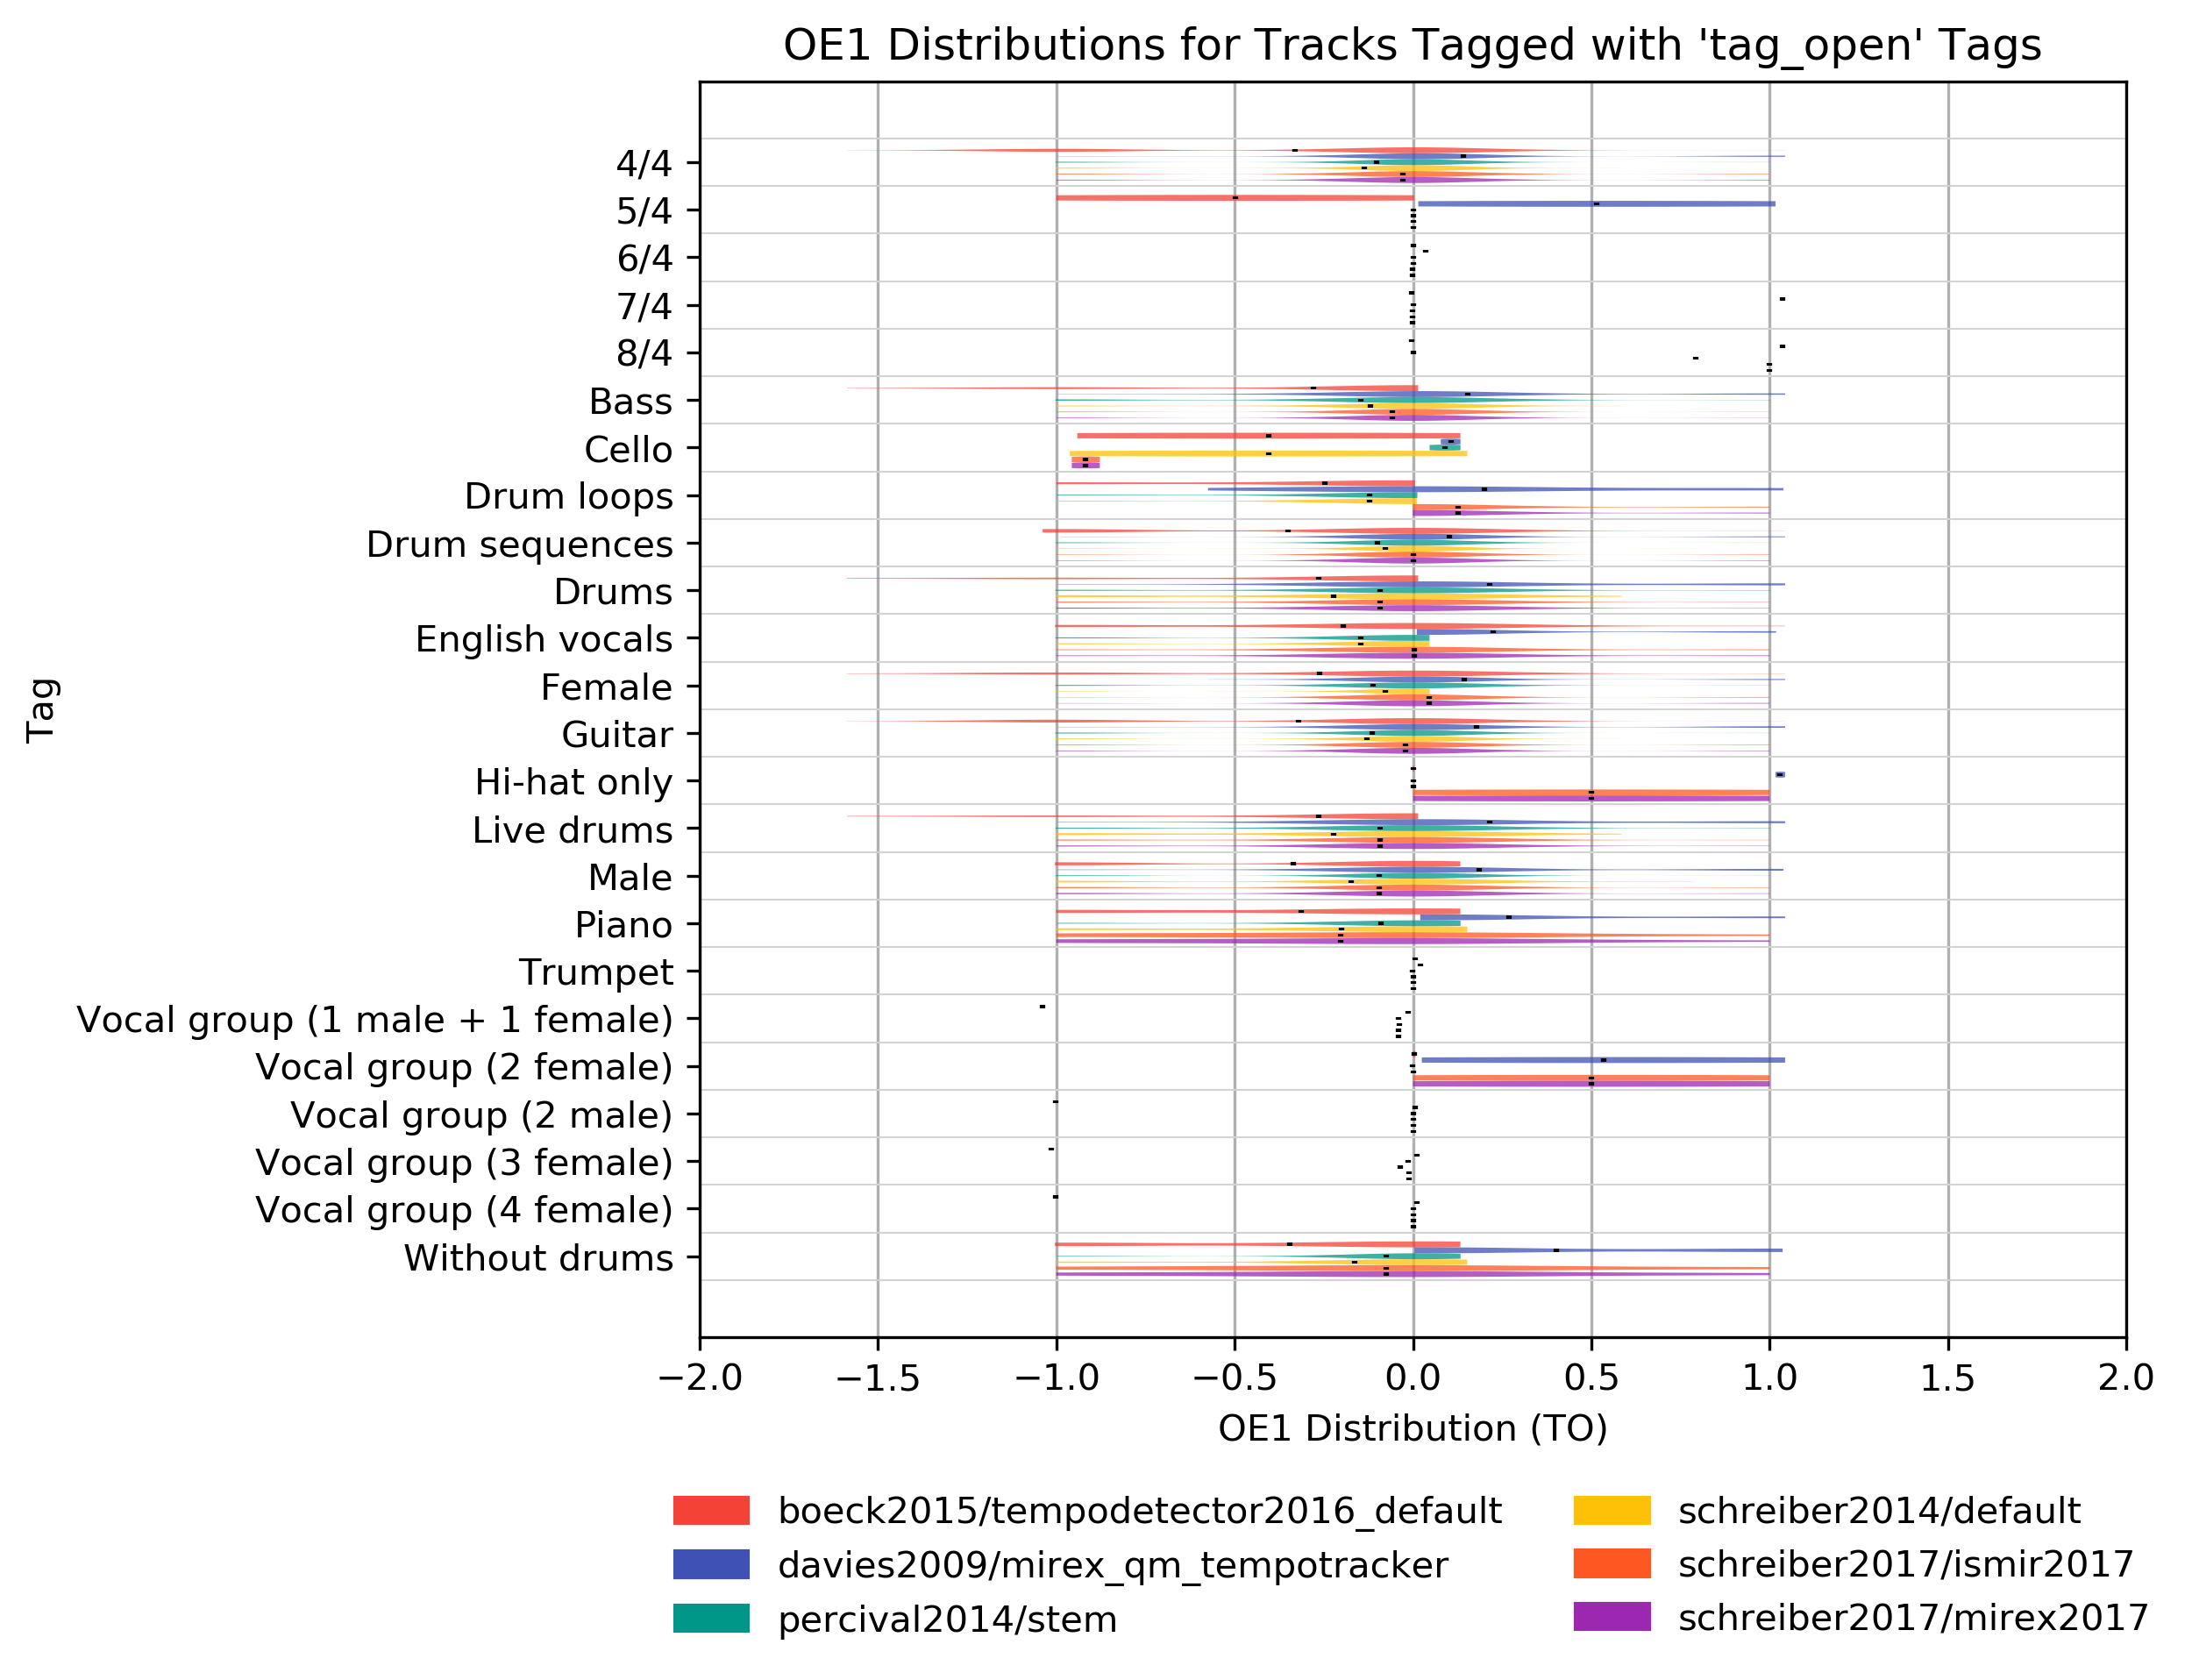 OE1 Distributions for Tracks Tagged with 'tag_open' Tags
Tag
4/4
5/4
6/4
7/4
8/4
Bass
Cello
Drum loops
Drum sequences
Drums
English vocals
Female
Guitar
Hi-hat only
Live drums
Male
Piano
Trumpet
Vocal group (1 male + 1 female)
Vocal group (2 female)
Vocal group (2 male)
Vocal group (3 female)
Vocal group (4 female)
Without drums
−2.0 −1.5 −1.0 −0.5 0.0 0.5 1.0 1.5 2.0
OE1 Distribution (TO)
boeck2015/tempodetector2016_default
davies2009/mirex_qm_tempotracker
percival2014/stem
schreiber2014/default
schreiber2017/ismir2017
schreiber2017/mirex2017